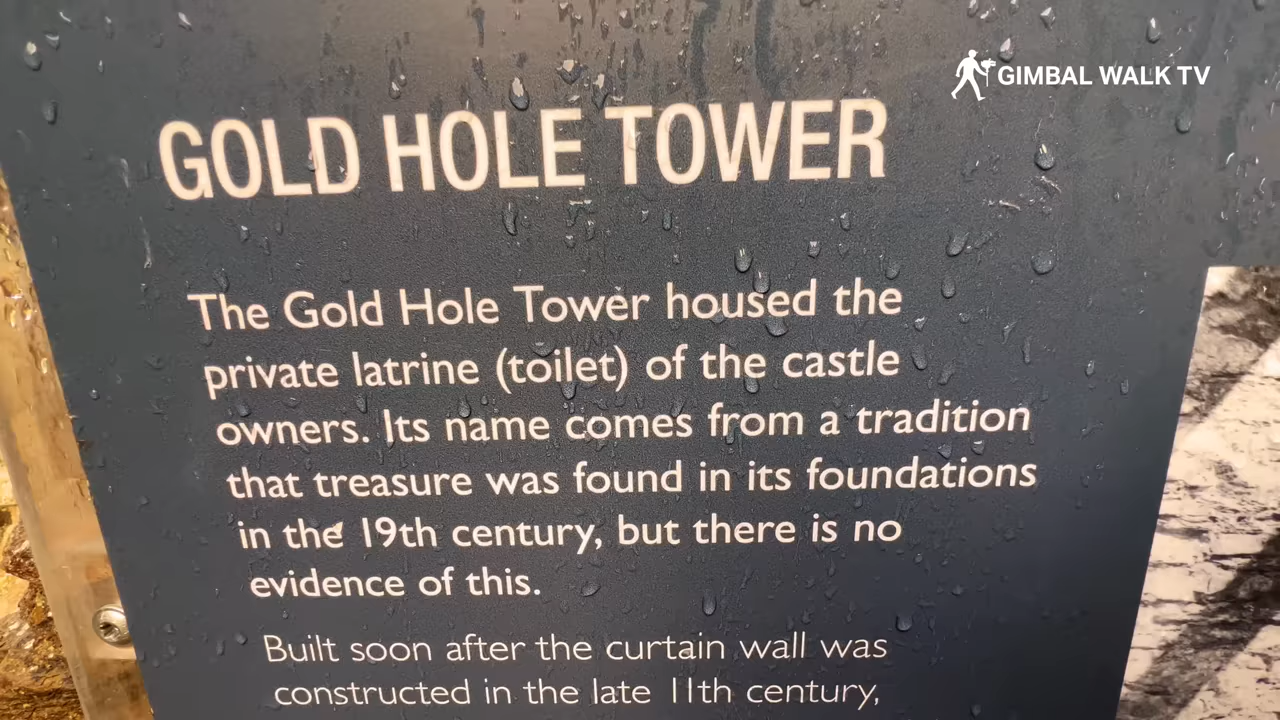 GIMBAL WALK TV
GOLD HOLE TOWER
The Gold Hole Tower housed the
private latrine (toilet) of the castle
owners. Its name comes from a tradition
that treasure was found in its foundations
in the 19th century, but there is no
evidence of this.
Built soon after the curtain wall was
constructed in the late 11th century,